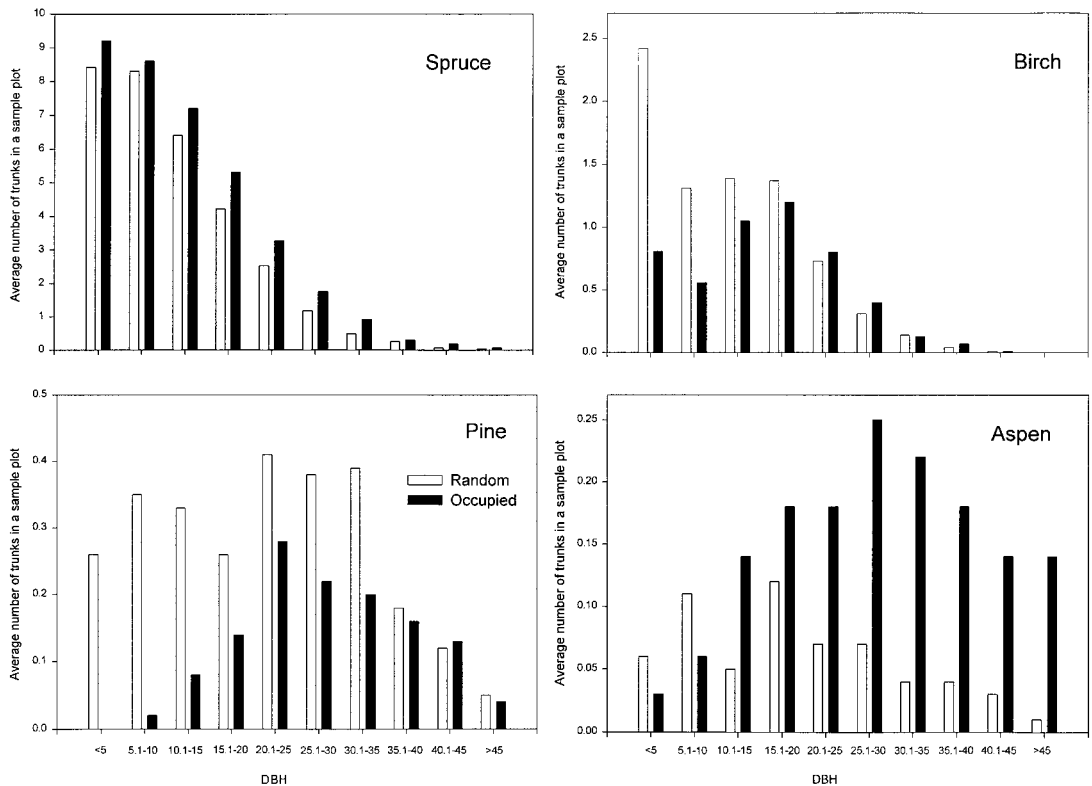 Spruce
Average number of trunks in a sample plot
10
9
8
7
6
5
4
3
2
1
0
Birch
Average number of trunks in a sample plot
2.5
2.0
1.5
1.0
0.5
0.0
Pine
Random
Occupied
Average number of trunks in a sample plot
0.5
0.4
0.3
0.2
0.1
0.0
<5 5.1-10 10.1-15 15.1-20 20.1-25 25.1-30 30.1-35 35.1-40 40.1-45 >45
DBH
Aspen
Average number of trunks in a sample plot
0.25
0.20
0.15
0.10
0.05
0.00
<5 5.1-10 10.1-15 15.1-20 20.1-25 25.1-30 30.1-35 35.1-40 40.1-45 >45
DBH